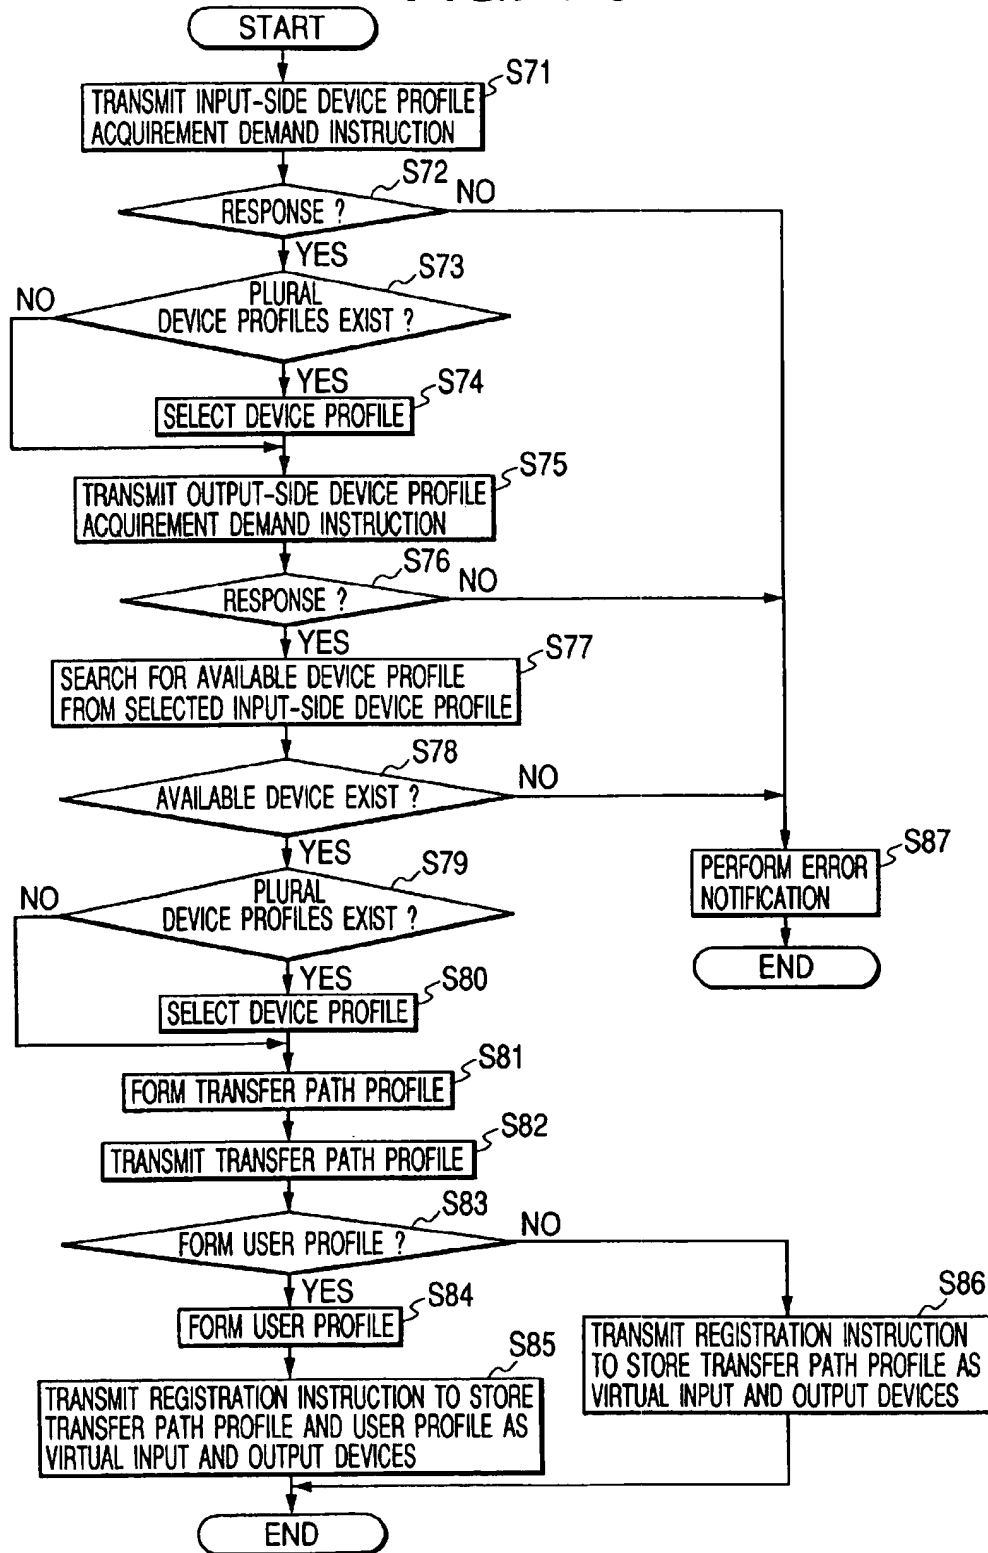 START
S71
TRANSMIT INPUT-SIDE DEVICE PROFILE
ACQUIREMENT DEMAND INSTRUCTION
S72
NO
RESPONSE ?
YES
S73
NO
PLURAL
DEVICE PROFILES EXIST ?
YES
S74
SELECT DEVICE PROFILE
S75
TRANSMIT OUTPUT-SIDE DEVICE PROFILE
ACQUIREMENT DEMAND INSTRUCTION
S76
NO
RESPONSE ?
YES
S77
SEARCH FOR AVAILABLE DEVICE PROFILE
FROM SELECTED INPUT-SIDE DEVICE PROFILE
S78
NO
AVAILABLE DEVICE EXIST ?
YES
S79
NO
PLURAL
DEVICE PROFILES EXIST ?
S87
PERFORM ERROR
NOTIFICATION
END
YES
S80
SELECT DEVICE PROFILE
S81
FORM TRANSFER PATH PROFILE
S82
TRANSMIT TRANSFER PATH PROFILE
S83
NO
FORM USER PROFILE ?
YES
S84
FORM USER PROFILE
S86
TRANSMIT REGISTRATION INSTRUCTION
TO STORE TRANSFER PATH PROFILE AS
VIRTUAL INPUT AND OUTPUT DEVICES
S85
TRANSMIT REGISTRATION INSTRUCTION TO STORE
TRANSFER PATH PROFILE AND USER PROFILE AS
VIRTUAL INPUT AND OUTPUT DEVICES
END